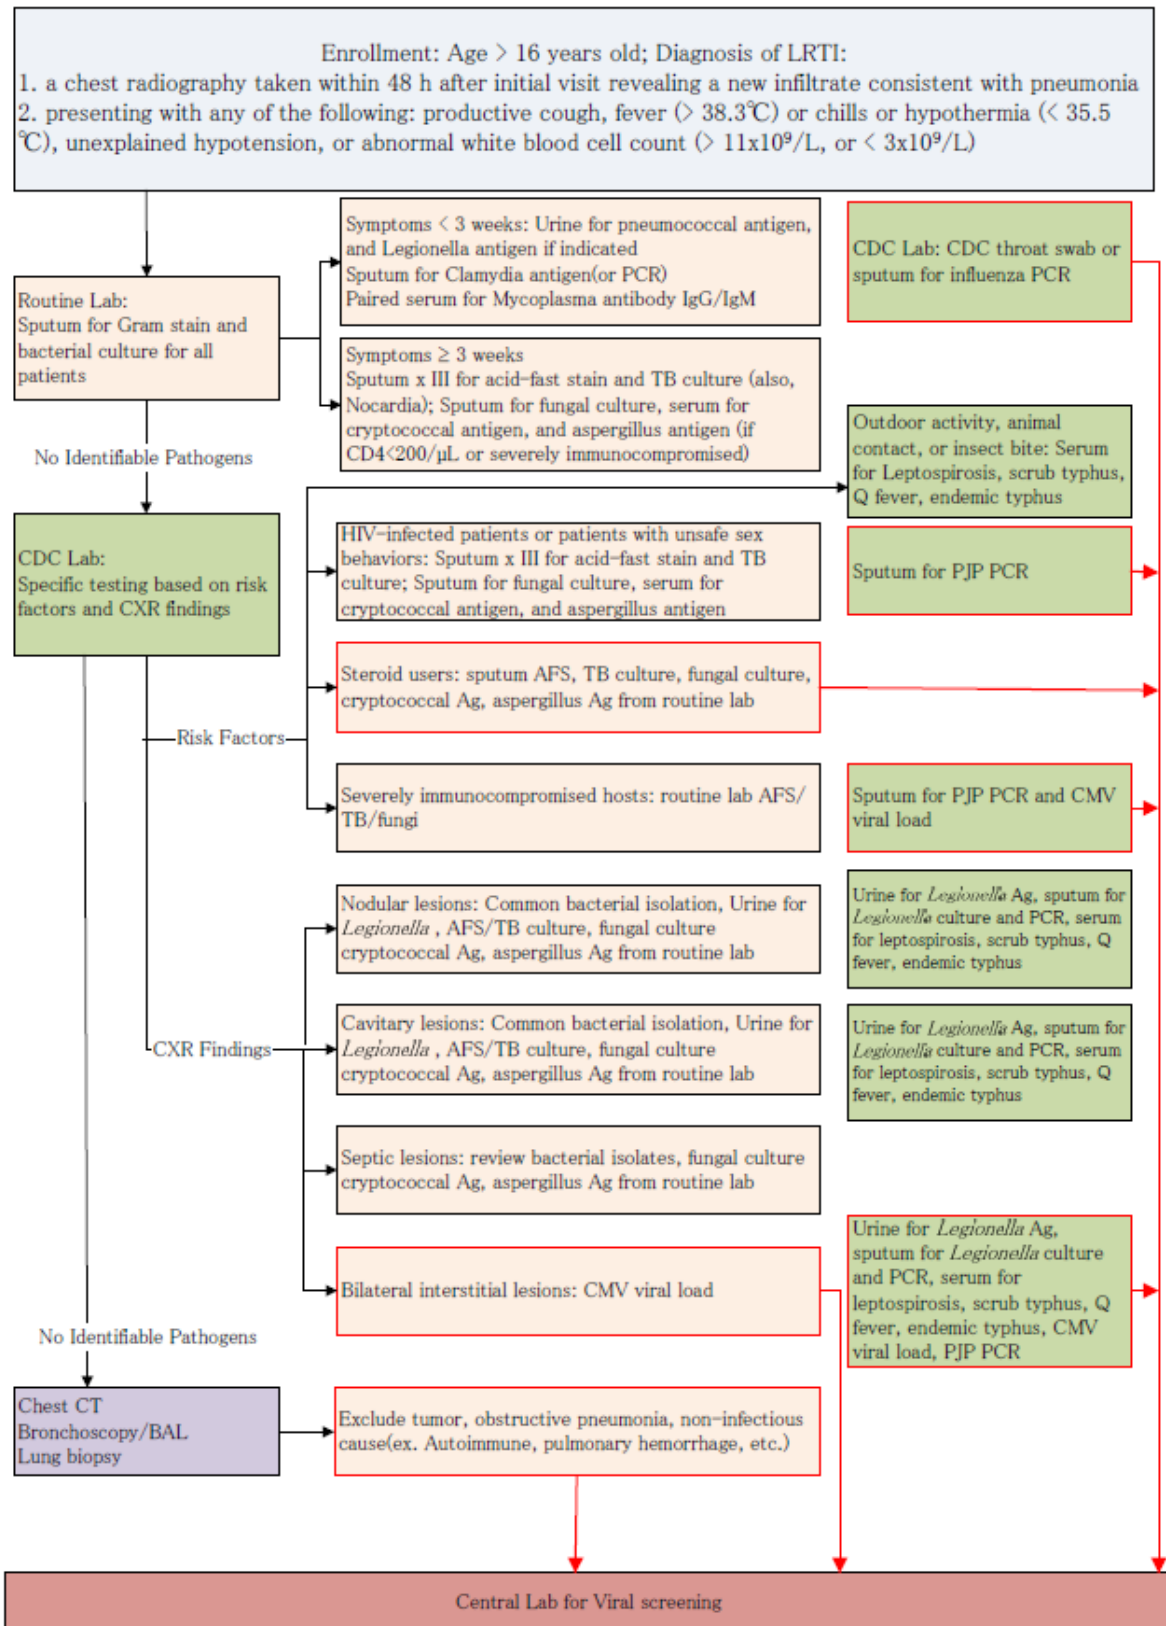 Enrollment: Age > 16 years old; Diagnosis of LRTI:
1. a chest radiography taken within 48 h after initial visit revealing a new infiltrate consistent with pneumonia
2. presenting with any of the following: productive cough, fever (> 38.3℃) or chills or hypothermia (< 35.5
℃), unexplained hypotension, or abnormal white blood cell count (> 11x10⁹/L, or < 3x10⁹/L)
Routine Lab:
Sputum for Gram stain and
bacterial culture for all
patients
Symptoms < 3 weeks: Urine for pneumococcal antigen,
and Legionella antigen if indicated
Sputum for Clamydia antigen(or PCR)
Paired serum for Mycoplasma antibody IgG/IgM
CDC Lab: CDC throat swab or
sputum for influenza PCR
Symptoms ≥ 3 weeks
Sputum x III for acid-fast stain and TB culture (also,
Nocardia); Sputum for fungal culture, serum for
cryptococcal antigen, and aspergillus antigen (if
CD4<200/μL or severely immunocompromised)
No Identifiable Pathogens
Outdoor activity, animal
contact, or insect bite: Serum
for Leptospirosis, scrub typhus,
Q fever, endemic typhus
CDC Lab:
Specific testing based on risk
factors and CXR findings
Risk Factors
HIV-infected patients or patients with unsafe sex
behaviors: Sputum x III for acid-fast stain and TB
culture; Sputum for fungal culture, serum for
cryptococcal antigen, and aspergillus antigen
Sputum for PJP PCR
Steroid users: sputum AFS, TB culture, fungal culture,
cryptococcal Ag, aspergillus Ag from routine lab
Severely immunocompromised hosts: routine lab AFS/
TB/fungi
Sputum for PJP PCR and CMV
viral load
CXR Findings
Nodular lesions: Common bacterial isolation, Urine for
Legionella , AFS/TB culture, fungal culture
cryptococcal Ag, aspergillus Ag from routine lab
Urine for Legionella Ag, sputum for
Legionella culture and PCR, serum
for leptospirosis, scrub typhus, Q
fever, endemic typhus
Cavitary lesions: Common bacterial isolation, Urine for
Legionella , AFS/TB culture, fungal culture
cryptococcal Ag, aspergillus Ag from routine lab
Urine for Legionella Ag, sputum for
Legionella culture and PCR, serum
for leptospirosis, scrub typhus, Q
fever, endemic typhus
Septic lesions: review bacterial isolates, fungal culture
cryptococcal Ag, aspergillus Ag from routine lab
Bilateral interstitial lesions: CMV viral load
Urine for Legionella Ag,
sputum for Legionella culture
and PCR, serum for
leptospirosis, scrub typhus, Q
fever, endemic typhus, CMV
viral load, PJP PCR
No Identifiable Pathogens
Chest CT
Bronchoscopy/BAL
Lung biopsy
Exclude tumor, obstructive pneumonia, non-infectious
cause(ex. Autoimmune, pulmonary hemorrhage, etc.)
Central Lab for Viral screening